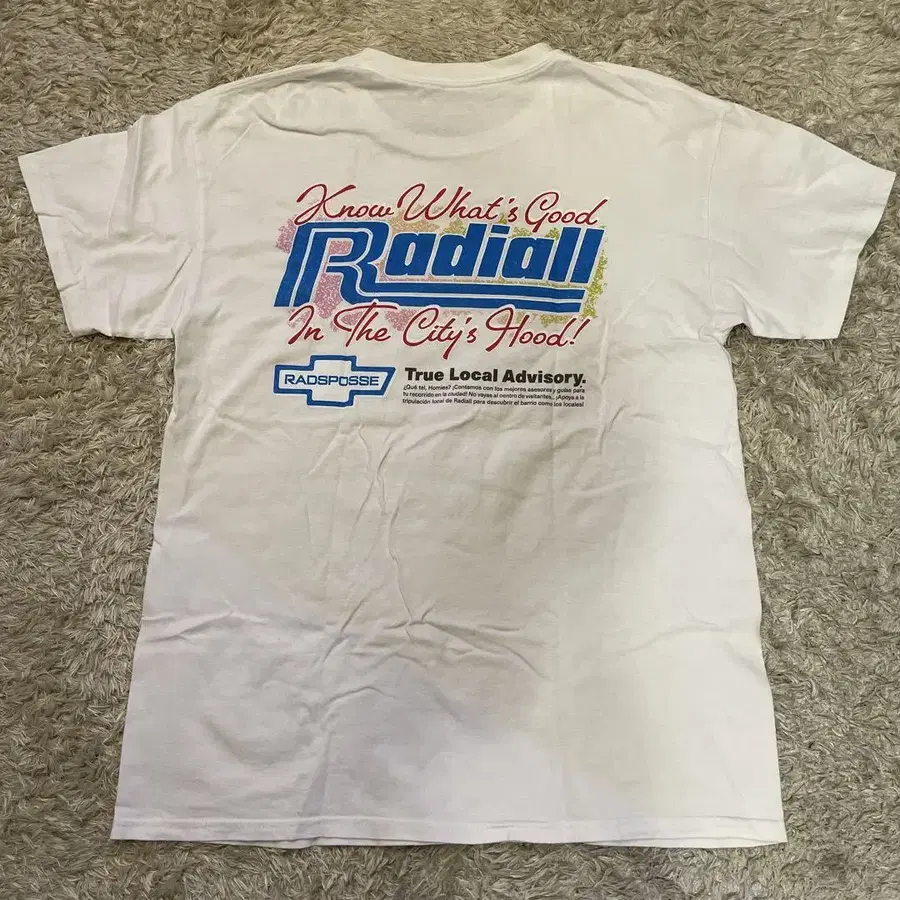 Know What's Good
Radiall
In The City's Hood!
RADSPOSSE
True Local Advisory.
¿Qué tal, Homies? ¡Contamos con los mejores asesores y guías para
tu recorrido en la ciudad! No vayas al centro de visitantes... ¡Apoya a la
tripulación local de Radiall para descubrir el barrio como los locales!